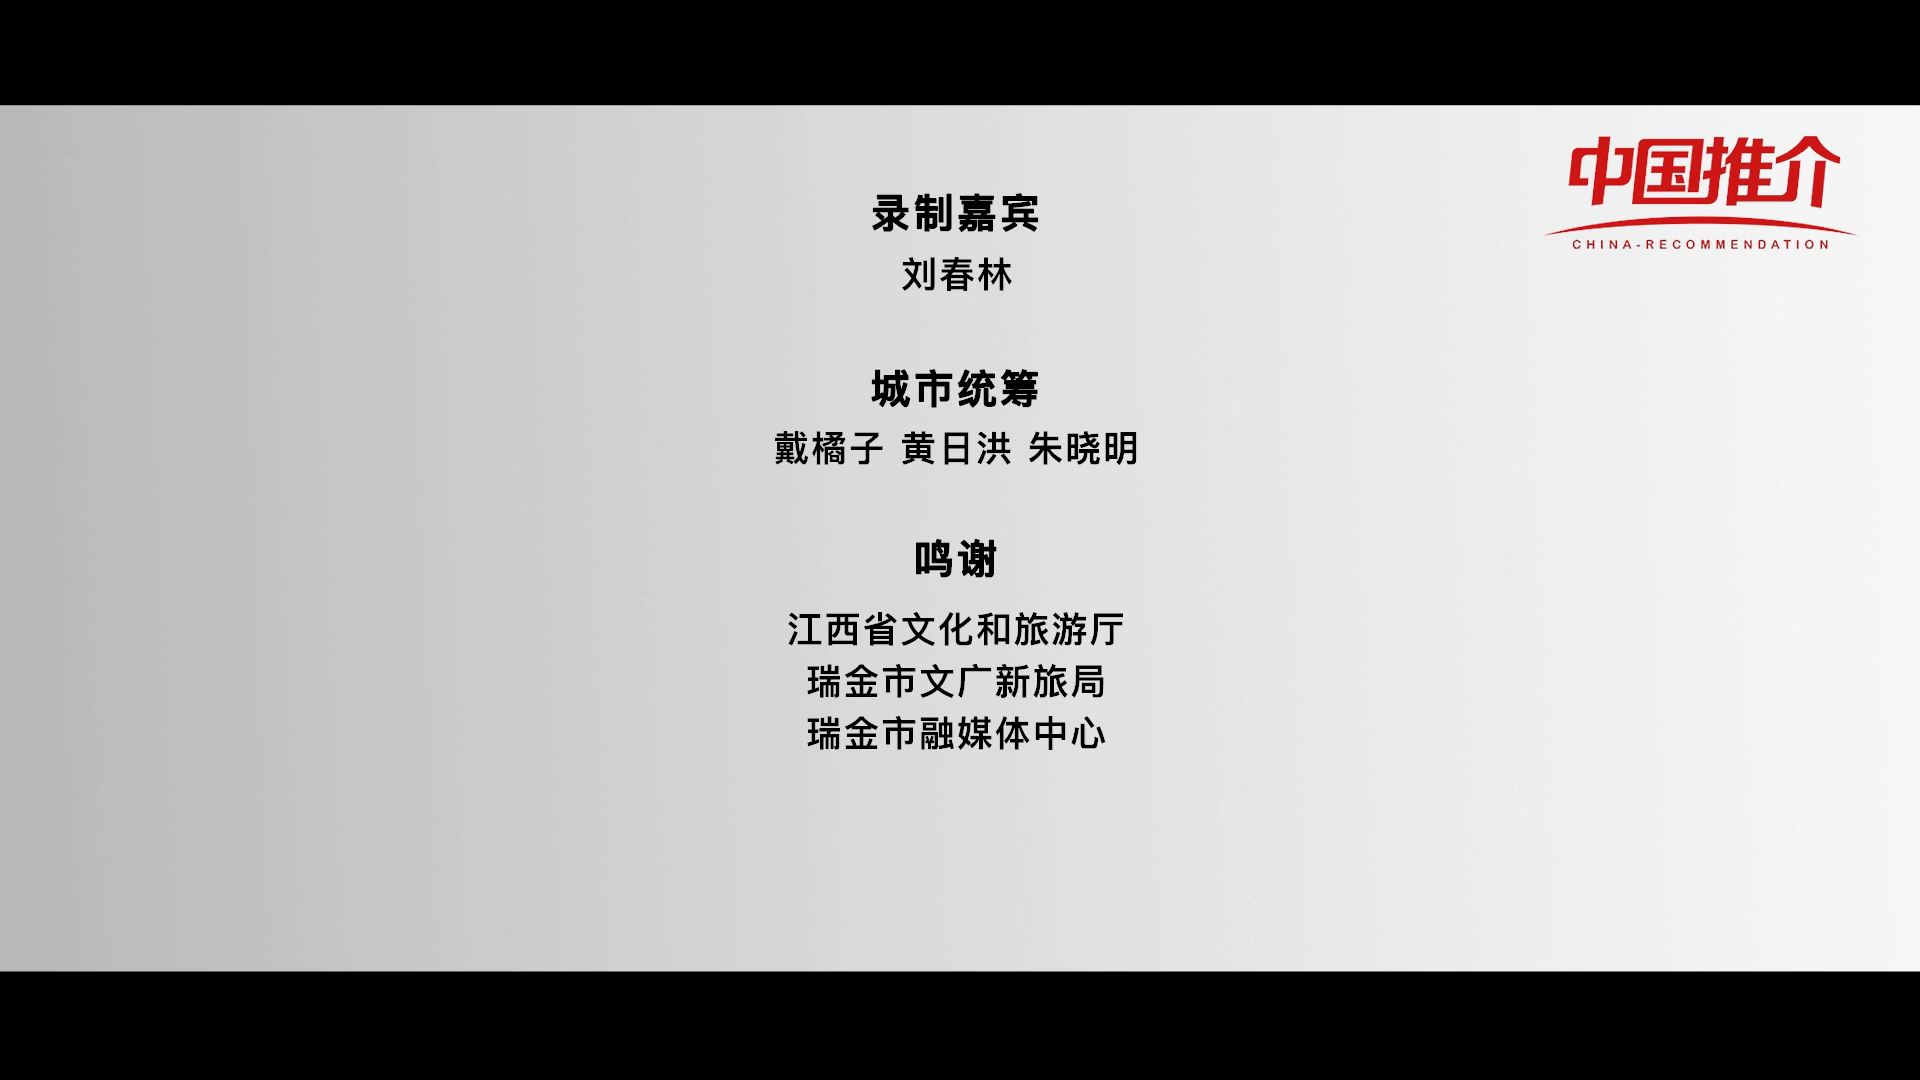 中国推介
CHINA-RECOMMENDATION
录制嘉宾
刘春林
城市统筹
戴橘子 黄日洪 朱晓明
鸣谢
江西省文化和旅游厅
瑞金市文广新旅局
瑞金市融媒体中心